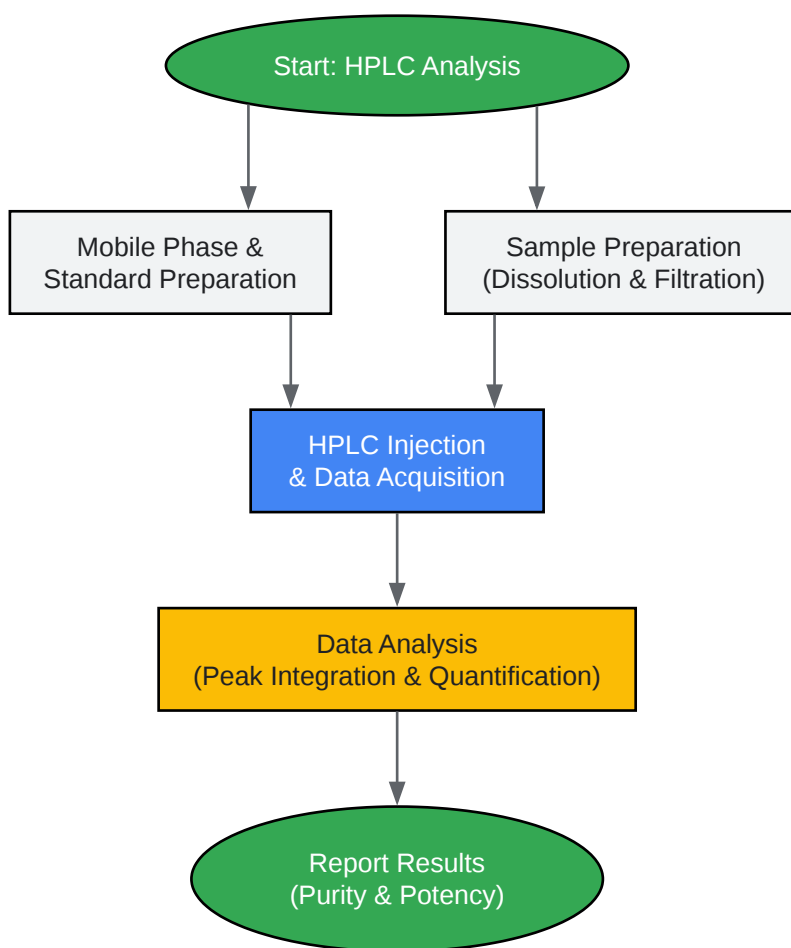 Start: HPLC Analysis
Mobile Phase &
Standard Preparation
Sample Preparation
(Dissolution & Filtration)
HPLC Injection
& Data Acquisition
Data Analysis
(Peak Integration & Quantification)
Report Results
(Purity & Potency)